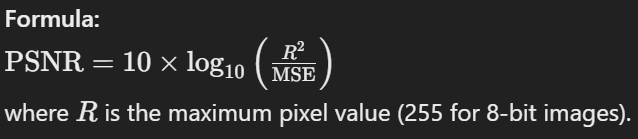 Formula:
PSNR = 10 × log₁₀ (R²/MSE)
where R is the maximum pixel value (255 for 8-bit images).